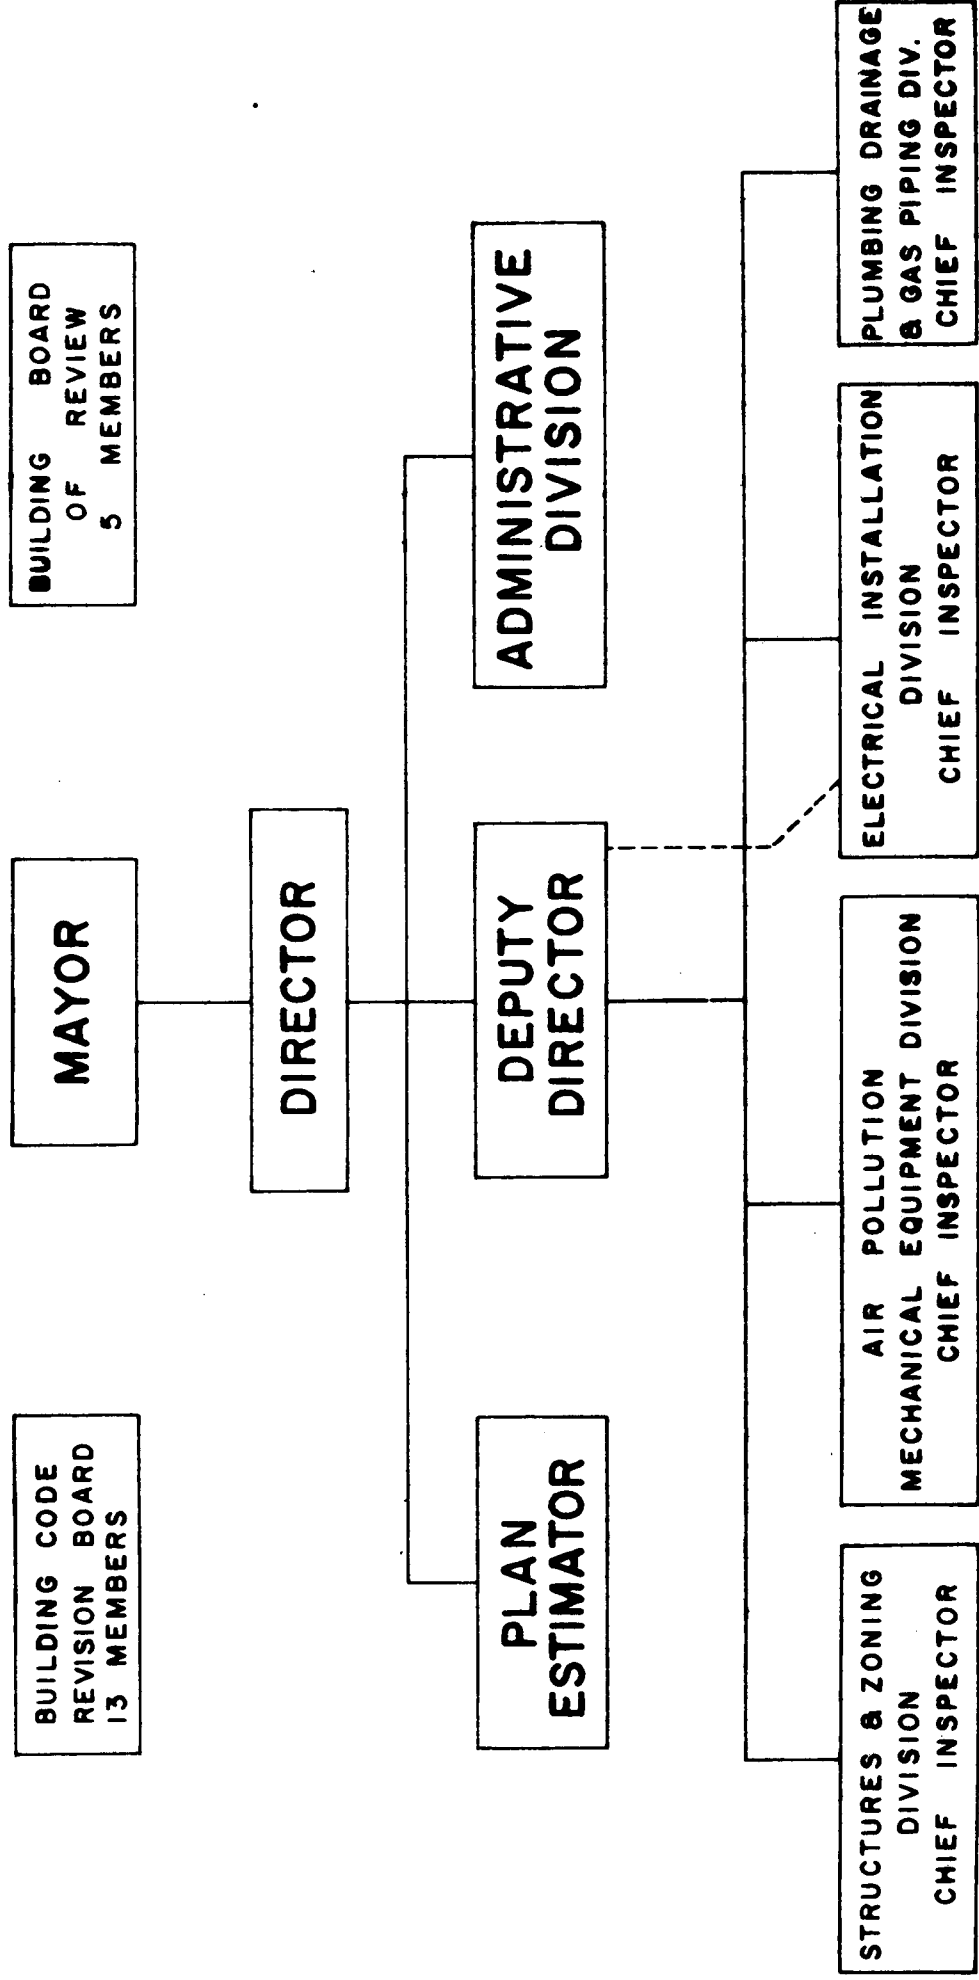 BUILDING CODE
REVISION BOARD
13 MEMBERS
MAYOR
BUILDING BOARD
OF REVIEW
5 MEMBERS
DIRECTOR
PLAN
ESTIMATOR
DEPUTY
DIRECTOR
ADMINISTRATIVE
DIVISION
STRUCTURES & ZONING
DIVISION
CHIEF INSPECTOR
AIR POLLUTION
MECHANICAL EQUIPMENT DIVISION
CHIEF INSPECTOR
ELECTRICAL INSTALLATION
DIVISION
CHIEF INSPECTOR
PLUMBING DRAINAGE
& GAS PIPING DIV.
CHIEF INSPECTOR